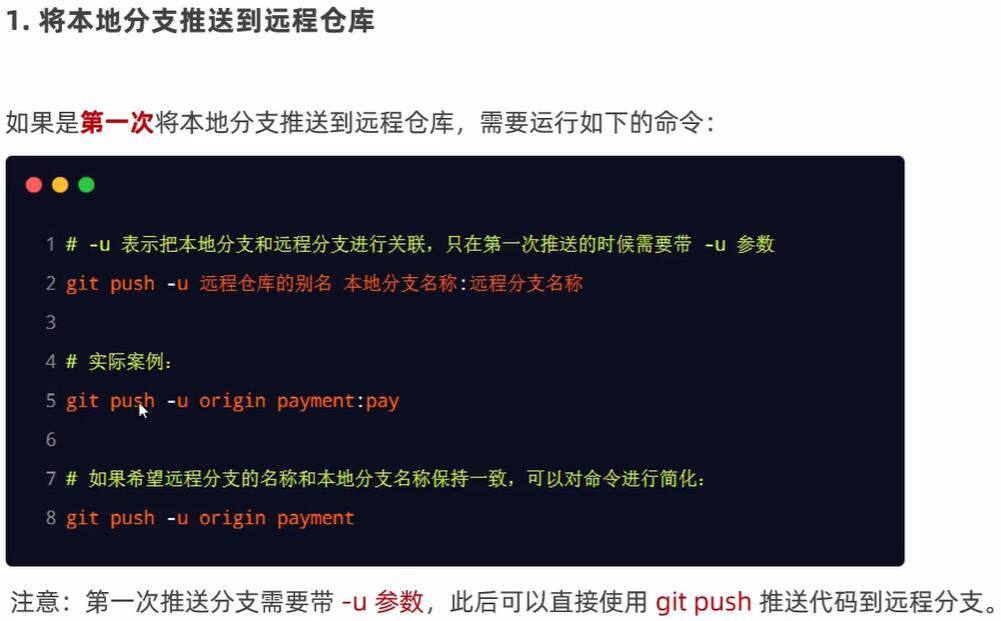 1. 将本地分支推送到远程仓库
如果是第一次将本地分支推送到远程仓库，需要运行如下的命令：
1 # -u 表示把本地分支和远程分支进行关联，只在第一次推送的时候需要带 -u 参数
2 git push -u 远程仓库的别名 本地分支名称:远程分支名称
3
4 # 实际案例：
5 git push -u origin payment:pay
6
7 # 如果希望远程分支的名称和本地分支名称保持一致，可以对命令进行简化：
8 git push -u origin payment
注意：第一次推送分支需要带 -u 参数，此后可以直接使用 git push 推送代码到远程分支。